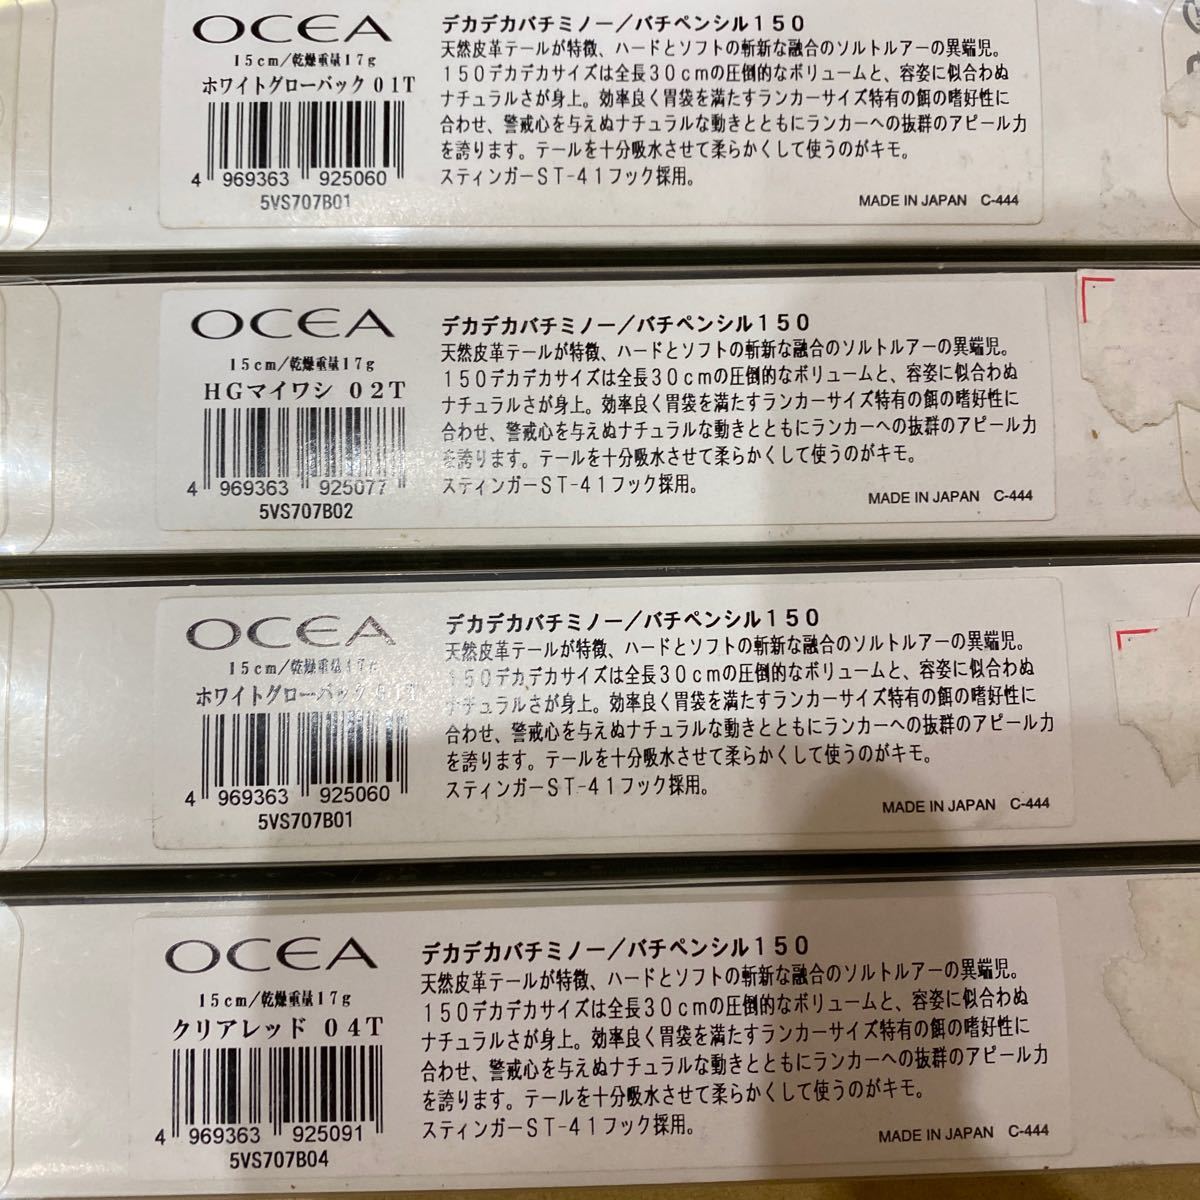 OCEA
15cm/乾燥重量17g
ホワイトグローバック 01T
4 969363 925060
5VS707B01
デカデカバチミノー/バチペンシル150
天然皮革テールが特徴、ハードとソフトの斬新な融合のソルトルアーの異端児。
150デカデカサイズは全長30cmの圧倒的なボリュームと、容姿に似合わぬ
ナチュラルさが身上。効率良く胃袋を満たすランカーサイズ特有の餌の嗜好性に
合わせ、警戒心を与えぬナチュラルな動きとともにランカーへの抜群のアピール力
を誇ります。テールを十分吸水させて柔らかくして使うのがキモ。
スティンガーST-41フック採用。
MADE IN JAPAN C-444
OCEA
15cm/乾燥重量17g
HGマイワシ 02T
4 969363 925077
5VS707B02
デカデカバチミノー/バチペンシル150
天然皮革テールが特徴、ハードとソフトの斬新な融合のソルトルアーの異端児。
150デカデカサイズは全長30cmの圧倒的なボリュームと、容姿に似合わぬ
ナチュラルさが身上。効率良く胃袋を満たすランカーサイズ特有の餌の嗜好性に
合わせ、警戒心を与えぬナチュラルな動きとともにランカーへの抜群のアピール力
を誇ります。テールを十分吸水させて柔らかくして使うのがキモ。
スティンガーST-41フック採用。
MADE IN JAPAN C-444
OCEA
15cm/乾燥重量17g
ホワイトグローバック 01T
4 969363 925060
5VS707B01
デカデカバチミノー/バチペンシル150
天然皮革テールが特徴、ハードとソフトの斬新な融合のソルトルアーの異端児。
150デカデカサイズは全長30cmの圧倒的なボリュームと、容姿に似合わぬ
ナチュラルさが身上。効率良く胃袋を満たすランカーサイズ特有の餌の嗜好性に
合わせ、警戒心を与えぬナチュラルな動きとともにランカーへの抜群のアピール力
を誇ります。テールを十分吸水させて柔らかくして使うのがキモ。
スティンガーST-41フック採用。
MADE IN JAPAN C-444
OCEA
15cm/乾燥重量17g
クリアレッド 04T
4 969363 925091
5VS707B04
デカデカバチミノー/バチペンシル150
天然皮革テールが特徴、ハードとソフトの斬新な融合のソルトルアーの異端児。
150デカデカサイズは全長30cmの圧倒的なボリュームと、容姿に似合わぬ
ナチュラルさが身上。効率良く胃袋を満たすランカーサイズ特有の餌の嗜好性に
合わせ、警戒心を与えぬナチュラルな動きとともにランカーへの抜群のアピール力
を誇ります。テールを十分吸水させて柔らかくして使うのがキモ。
スティンガーST-41フック採用。
MADE IN JAPAN C-444